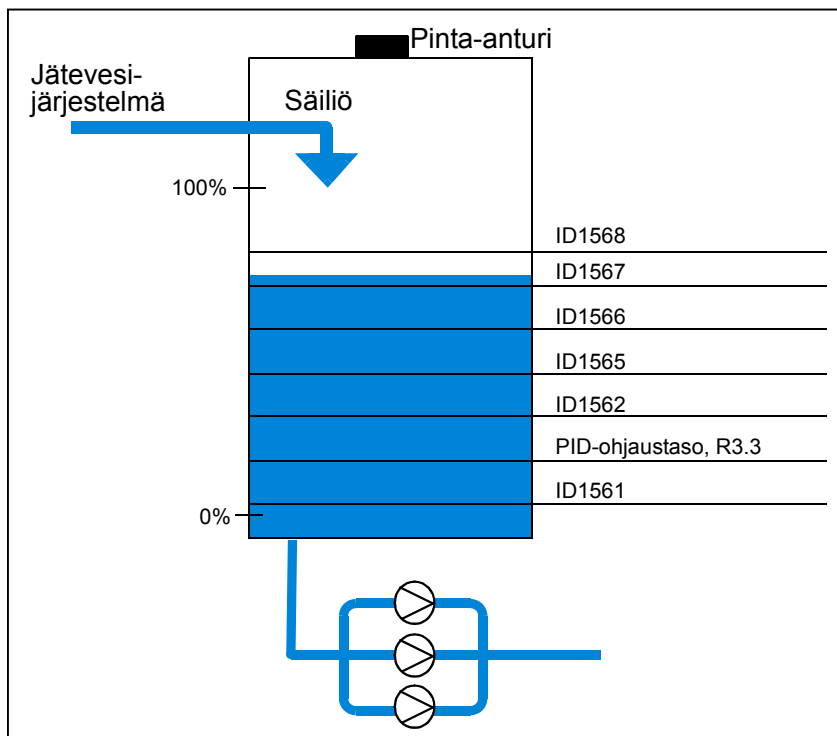 Pinta-anturi
Jätevesi-
järjestelmä
Säiliö
100%
ID1568
ID1567
ID1566
ID1565
ID1562
PID-ohjaustaso, R3.3
ID1561
0%